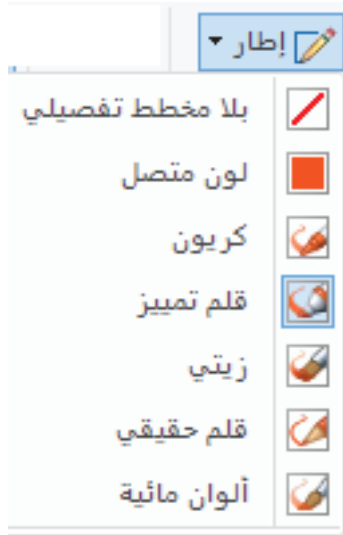 إطار
بلا مخطط تفصيلي
لون متصل
كريون
قلم تمييز
زيتي
قلم حقيقي
ألوان مائية